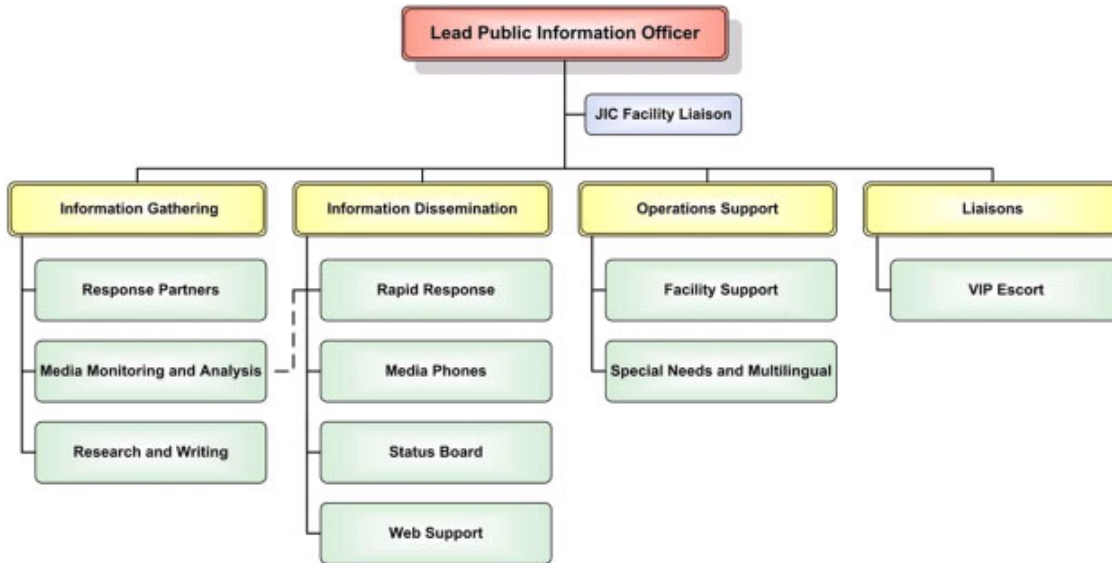 Lead Public Information Officer
JIC Facility Liaison
Information Gathering
Information Dissemination
Operations Support
Liaisons
Response Partners
Rapid Response
Facility Support
VIP Escort
Media Monitoring and Analysis
Media Phones
Special Needs and Multilingual
Research and Writing
Status Board
Web Support